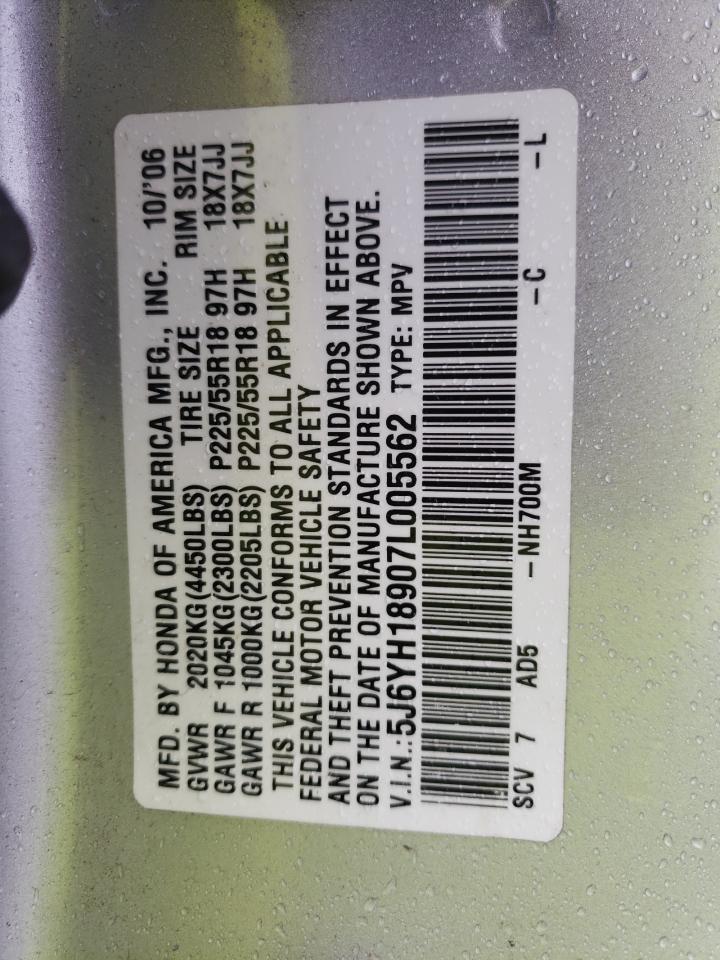 MFD. BY HONDA OF AMERICA MFG., INC. 10/'06
GVWR 2020KG(4450LBS) TIRE SIZE RIM SIZE
GAWR F 1045KG(2300LBS) P225/55R18 97H 18X7JJ
GAWR R 1000KG(2205LBS) P225/55R18 97H 18X7JJ
THIS VEHICLE CONFORMS TO ALL APPLICABLE
FEDERAL MOTOR VEHICLE SAFETY
AND THEFT PREVENTION STANDARDS IN EFFECT
ON THE DATE OF MANUFACTURE SHOWN ABOVE.
V.I.N.:5J6YH18907L005562 TYPE: MPV
SCV 7 AD5 -NH700M -C -L